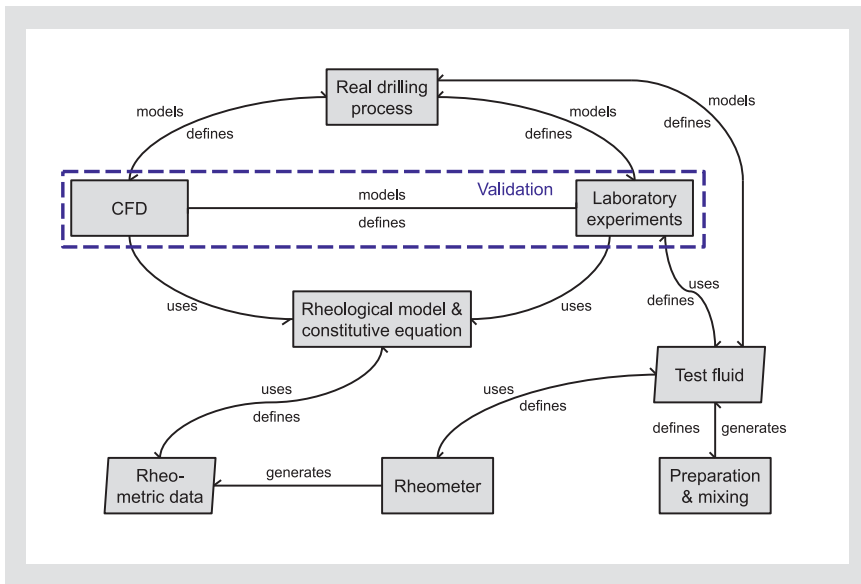 Real drilling
process
models
models
defines
defines
defines
models
Validation
CFD
Laboratory
experiments
defines
uses
uses
uses
defines
Rheological model &
constitutive equation
Test fluid
uses
uses
defines
defines
defines
generates
generates
Rheo-
metric data
Rheometer
Preparation
& mixing